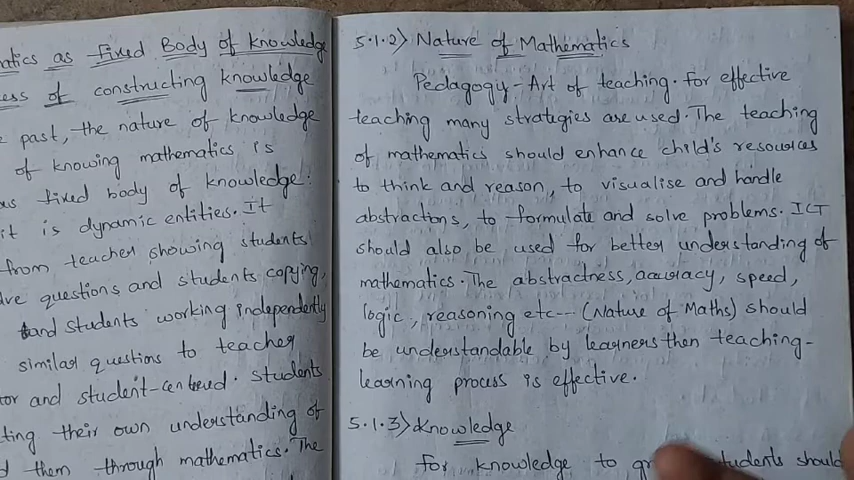 matics as fixed Body of knowledge
ess of constructing knowledge
past, the nature of knowledge
of knowing mathematics is
as fixed body of knowledge.
it is dynamic entities. It
from teacher showing students
questions and students copying,
and students working independently
similar questions to teacher
tor and student-centred. students
ting their own understanding of
d them through mathematics. The
5.1.2) Nature of Mathematics
Pedagogy - Art of teaching. for effective
teaching many strategies are used. The teaching
of mathematics should enhance child's resources
to think and reason, to visualise and handle
abstractions, to formulate and solve problems. ICT
should also be used for better understanding of
mathematics. The abstractness, accuracy, speed,
logic, reasoning etc--- (Nature of Maths) should
be understandable by learners then teaching-
learning process is effective.
5.1.3) Knowledge
for knowledge to students should